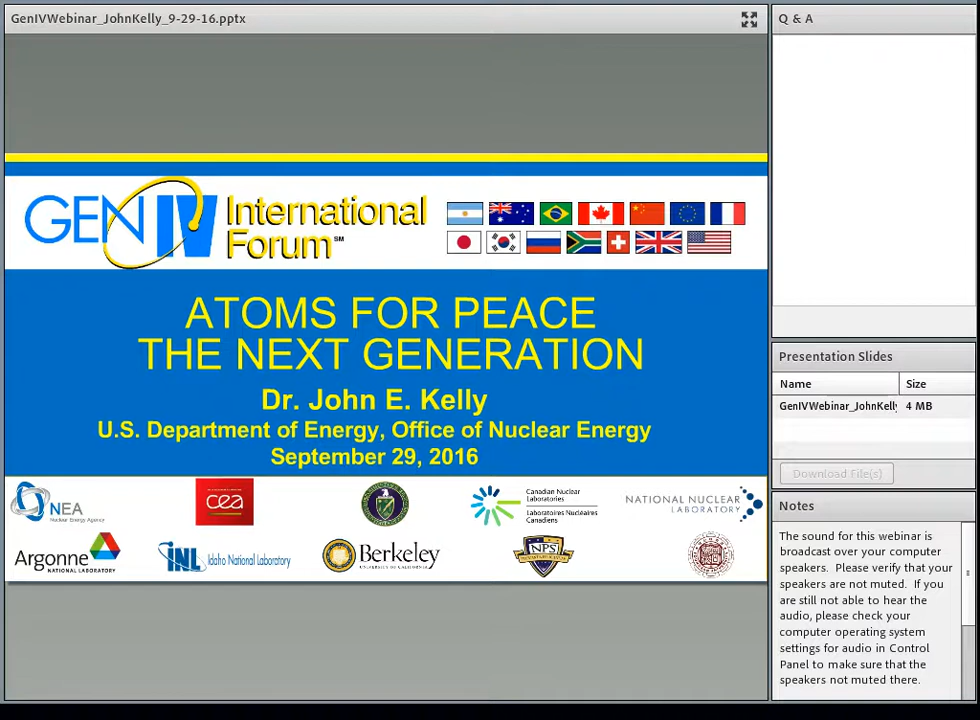 GenIVWebinar_JohnKelly_9-29-16.pptx
GEN IV International
Forum℠
ATOMS FOR PEACE
THE NEXT GENERATION
Dr. John E. Kelly
U.S. Department of Energy, Office of Nuclear Energy
September 29, 2016
NEA
Nuclear Energy Agency
cea
Canadian Nuclear
Laboratories
Laboratoires Nucléaires
Canadiens
NATIONAL NUCLEAR
LABORATORY
Argonne
NATIONAL LABORATORY
INL Idaho National Laboratory
Berkeley
UNIVERSITY OF CALIFORNIA
NPS
Q & A
Presentation Slides
Name Size
GenIVWebinar_JohnKelly 4 MB
Download File(s)
Notes
The sound for this webinar is
broadcast over your computer
speakers. Please verify that your
speakers are not muted. If you
are still not able to hear the
audio, please check your
computer operating system
settings for audio in Control
Panel to make sure that the
speakers not muted there.